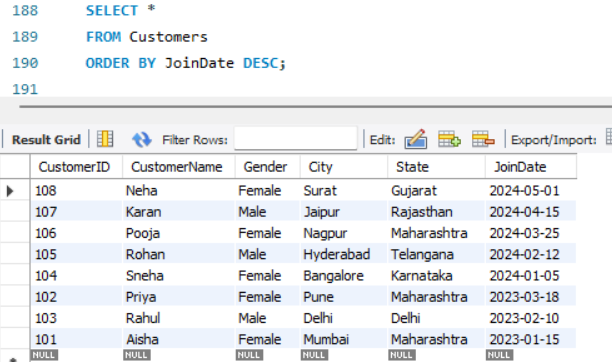 188 SELECT *
189 FROM Customers
190 ORDER BY JoinDate DESC;
191
Result Grid Filter Rows: Edit: Export/Import:
CustomerID CustomerName Gender City State JoinDate
108 Neha Female Surat Gujarat 2024-05-01
107 Karan Male Jaipur Rajasthan 2024-04-15
106 Pooja Female Nagpur Maharashtra 2024-03-25
105 Rohan Male Hyderabad Telangana 2024-02-12
104 Sneha Female Bangalore Karnataka 2024-01-05
102 Priya Female Pune Maharashtra 2023-03-18
103 Rahul Male Delhi Delhi 2023-02-10
101 Aisha Female Mumbai Maharashtra 2023-01-15
NULL NULL NULL NULL NULL NULL